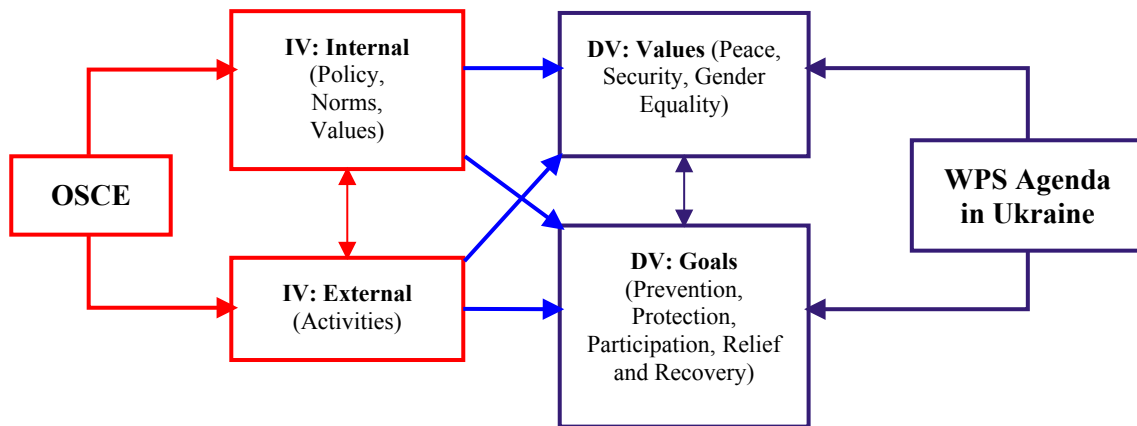 OSCE
IV: Internal
(Policy,
Norms,
Values)
IV: External
(Activities)
DV: Values (Peace,
Security, Gender
Equality)
DV: Goals
(Prevention,
Protection,
Participation, Relief
and Recovery)
WPS Agenda
in Ukraine